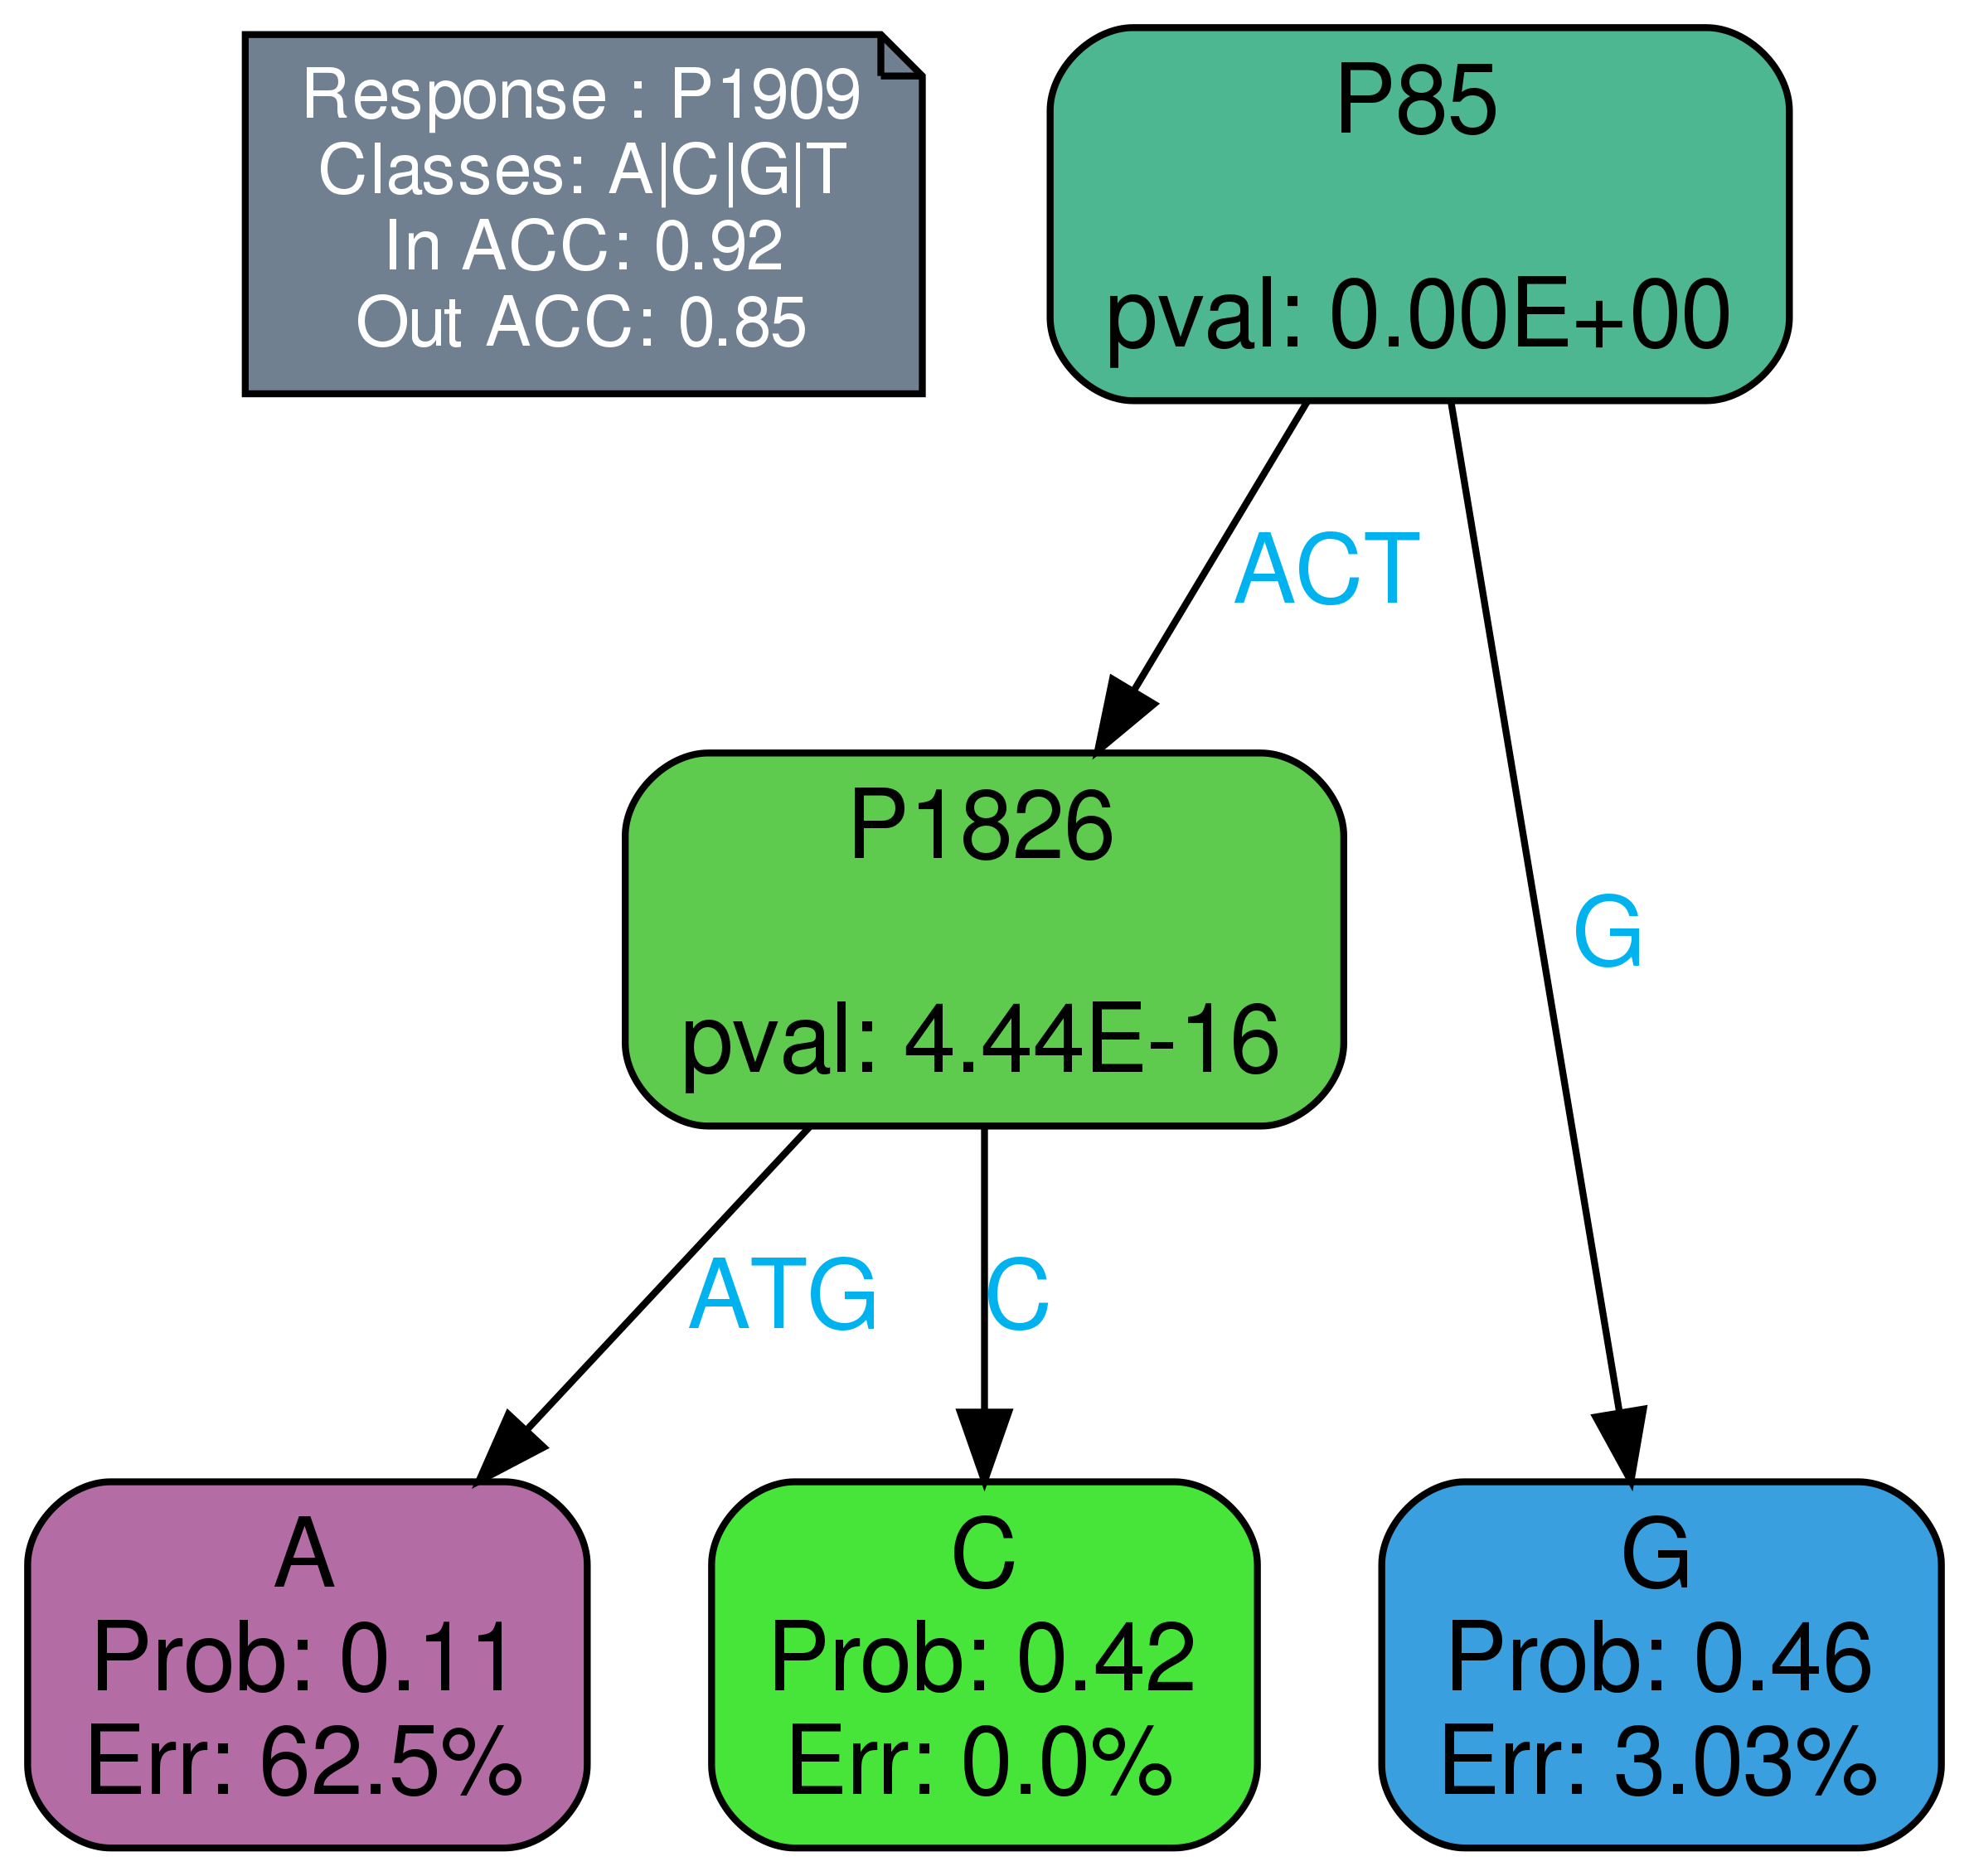 Response : P1909
Classes: A|C|G|T
In ACC: 0.92
Out ACC: 0.85
P85
pval: 0.00E+00
ACT
G
P1826
pval: 4.44E-16
ATG
C
A
Prob: 0.11
Err: 62.5%
C
Prob: 0.42
Err: 0.0%
G
Prob: 0.46
Err: 3.03%